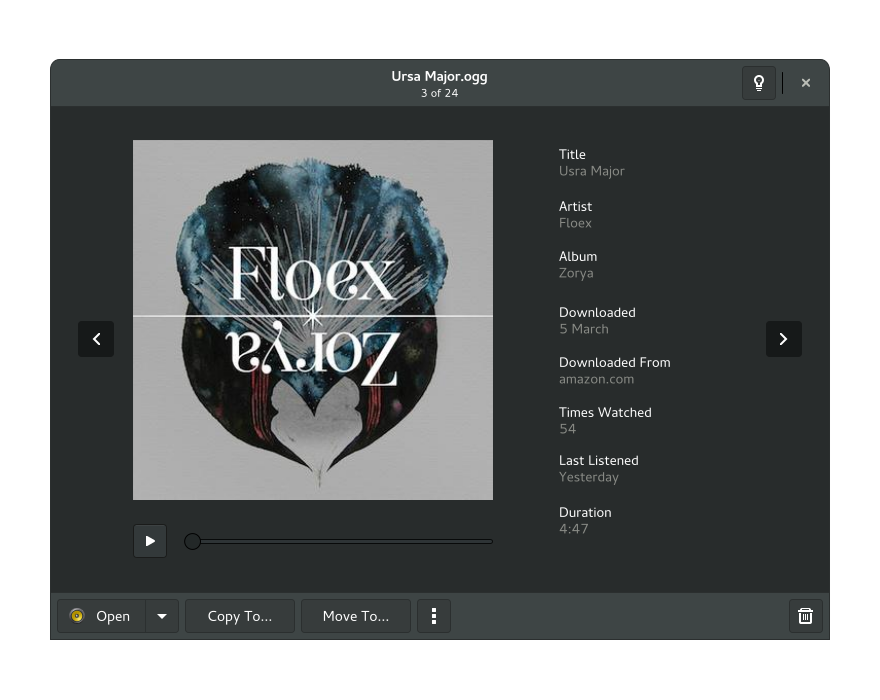 Ursa Major.ogg
3 of 24
Floex
Zorya
Title
Usra Major
Artist
Floex
Album
Zorya
Downloaded
5 March
Downloaded From
amazon.com
Times Watched
54
Last Listened
Yesterday
Duration
4:47
Open
Copy To...
Move To...